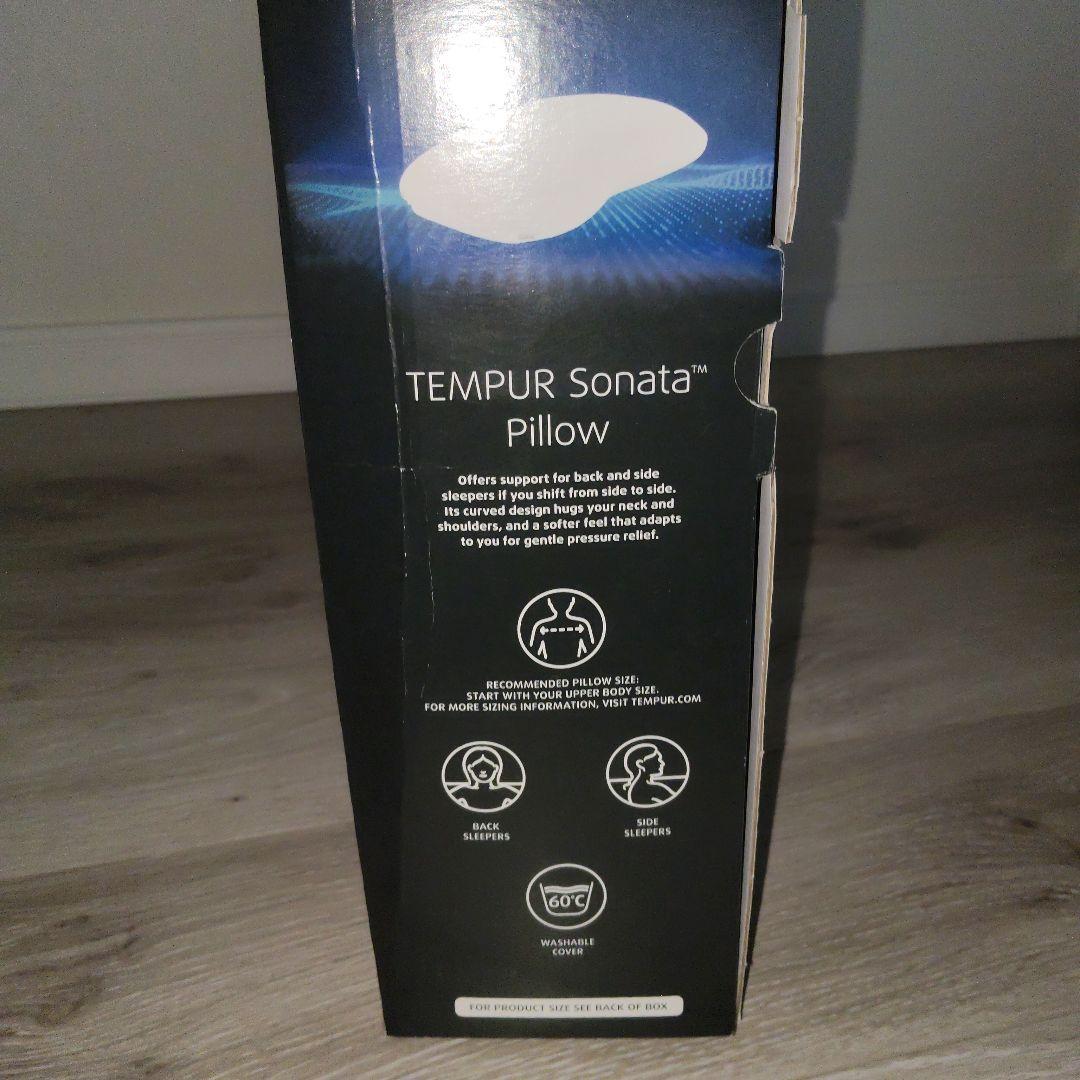 TEMPUR Sonata™
Pillow
Offers support for back and side
sleepers if you shift from side to side.
Its curved design hugs your neck and
shoulders, and a softer feel that adapts
to you for gentle pressure relief.
RECOMMENDED PILLOW SIZE:
START WITH YOUR UPPER BODY SIZE.
FOR MORE SIZING INFORMATION, VISIT TEMPUR.COM
BACK
SLEEPERS
SIDE
SLEEPERS
60°C
WASHABLE
COVER
FOR PRODUCT SIZE SEE BACK OF BOX